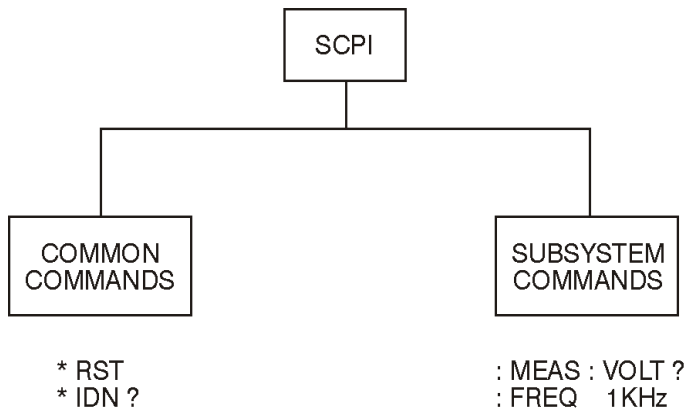 SCPI
COMMON
COMMANDS
SUBSYSTEM
COMMANDS
* RST
* IDN ?
: MEAS : VOLT ?
: FREQ 1KHz